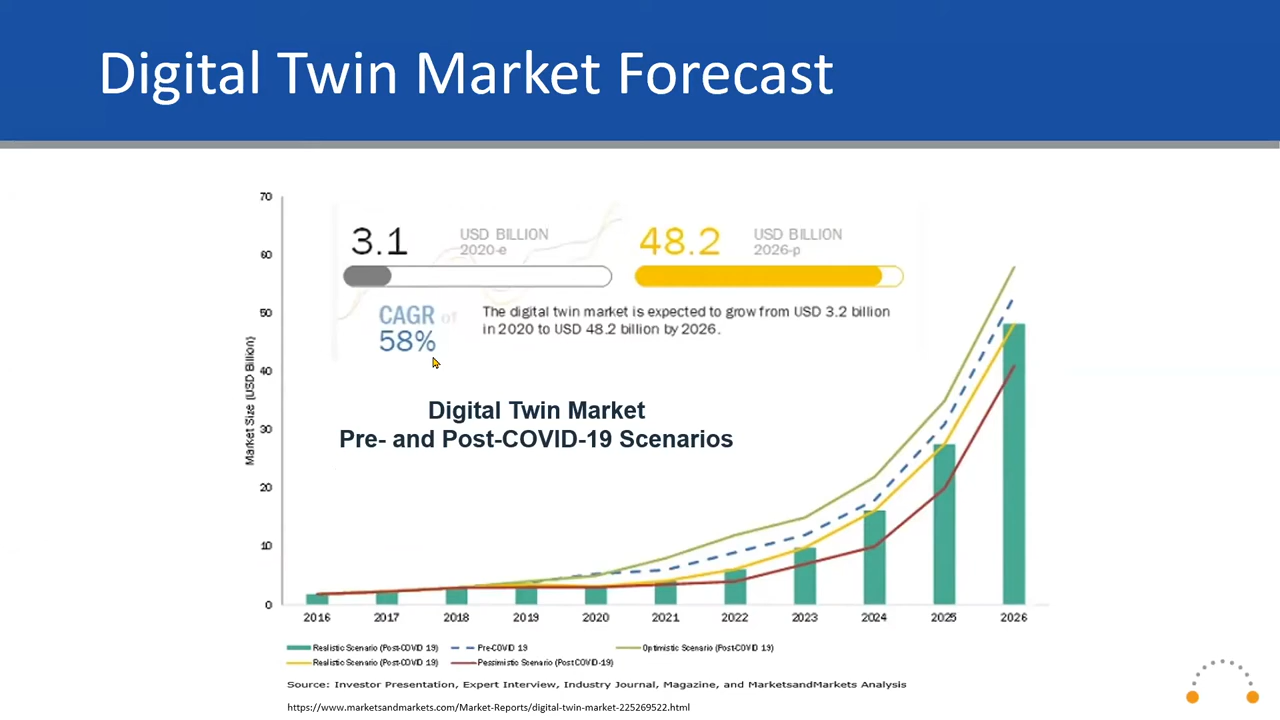 Digital Twin Market Forecast
70
60
50
40
30
20
10
0
Market Size (USD Billion)
3.1
USD BILLION
2020-e
48.2
USD BILLION
2026-p
CAGR of
58%
The digital twin market is expected to grow from USD 3.2 billion
in 2020 to USD 48.2 billion by 2026.
Digital Twin Market
Pre- and Post-COVID-19 Scenarios
2016 2017 2018 2019 2020 2021 2022 2023 2024 2025 2026
Realistic Scenario (Post-COVID 19) Pre-COVID 19 Optimistic Scenario (Post-COVID 19)
Realistic Scenario (Post-COVID 19) Pessimistic Scenario (Post COVID-19)
Source: Investor Presentation, Expert Interview, Industry Journal, Magazine, and MarketsandMarkets Analysis
https://www.marketsandmarkets.com/Market-Reports/digital-twin-market-225269522.html